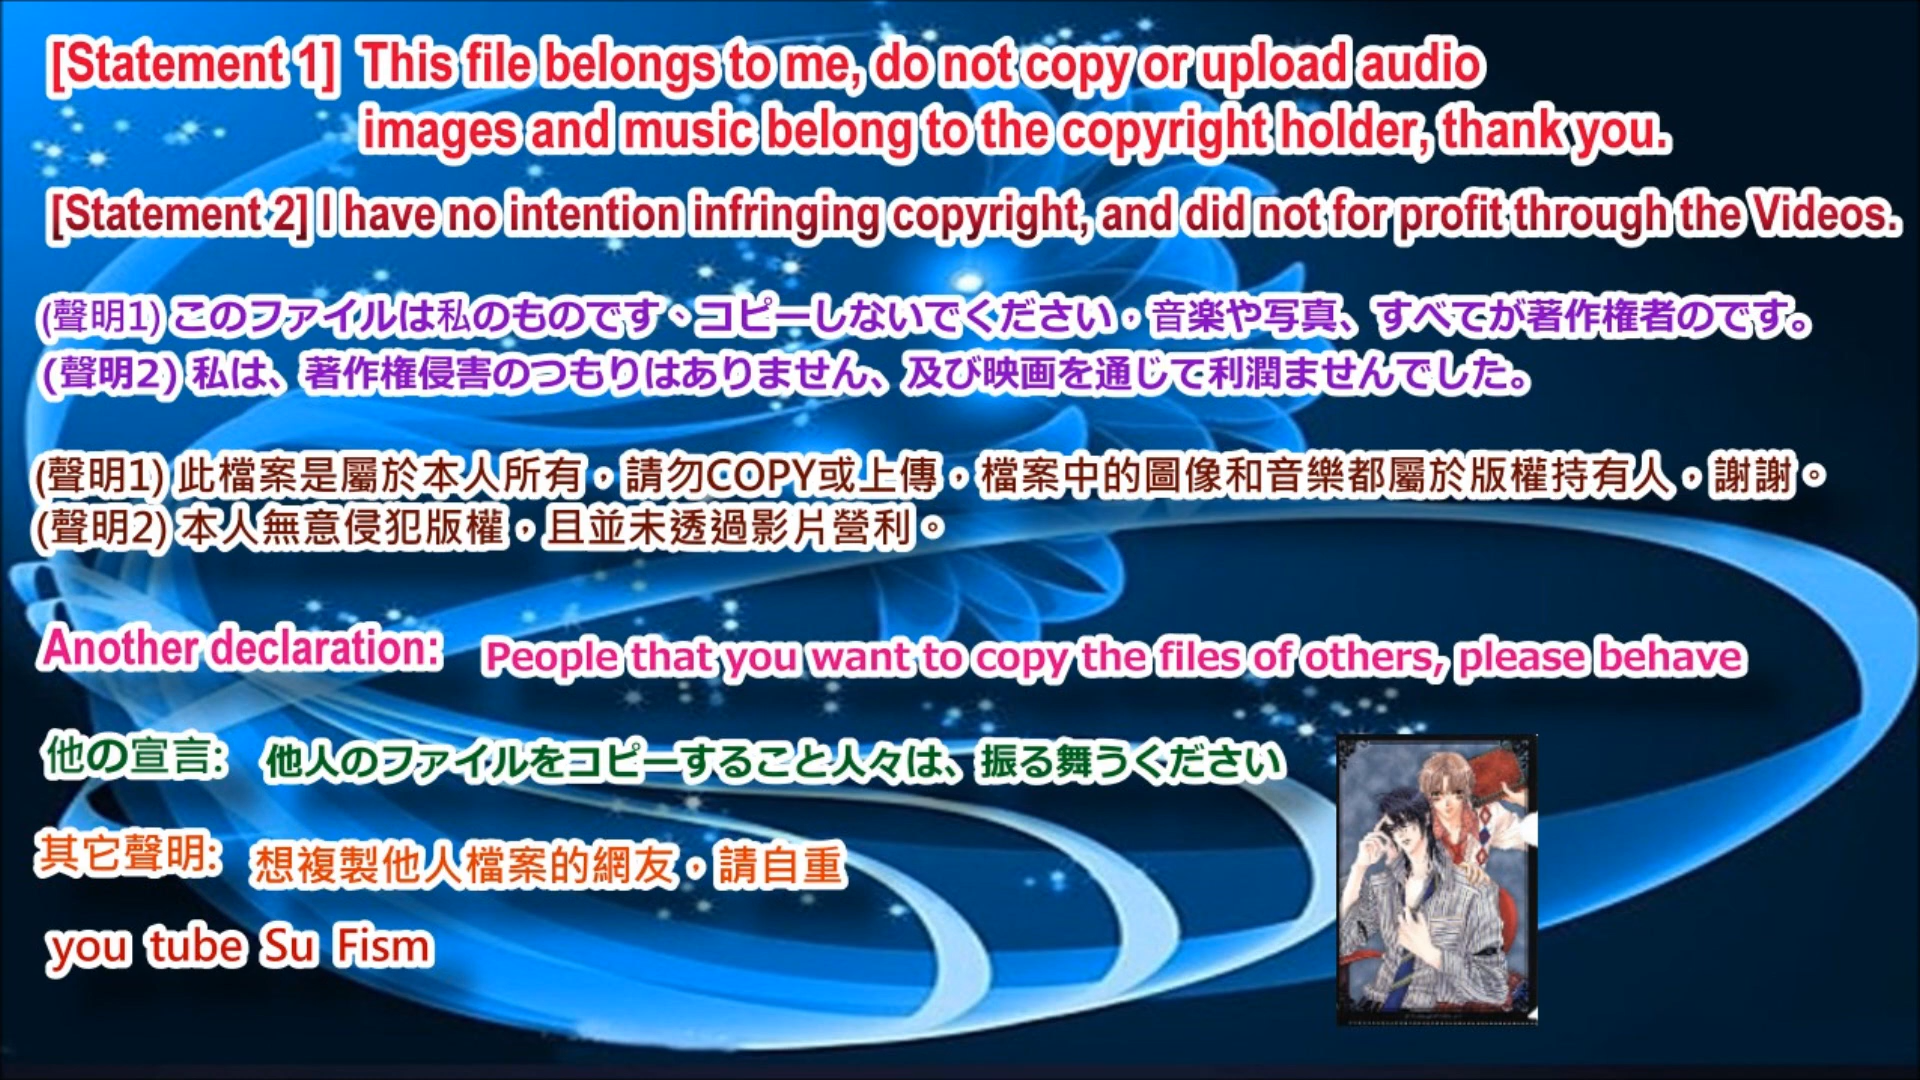 [Statement 1] This file belongs to me, do not copy or upload audio
images and music belong to the copyright holder, thank you.
[Statement 2] I have no intention infringing copyright, and did not for profit through the Videos.
(聲明1) このファイルは私のものです、コピーしないでください，音楽や写真、すべてが著作権者のです。
(聲明2) 私は、著作権侵害のつもりはありません、及び映画を通じて利潤ませんでした。
(聲明1) 此檔案是屬於本人所有，請勿COPY或上傳，檔案中的圖像和音樂都屬於版權持有人，謝謝。
(聲明2) 本人無意侵犯版權，且並未透過影片營利。
Another declaration: People that you want to copy the files of others, please behave
他の宣言: 他人のファイルをコピーすること人々は、振る舞うください
其它聲明: 想複製他人檔案的網友，請自重
you tube Su Fism